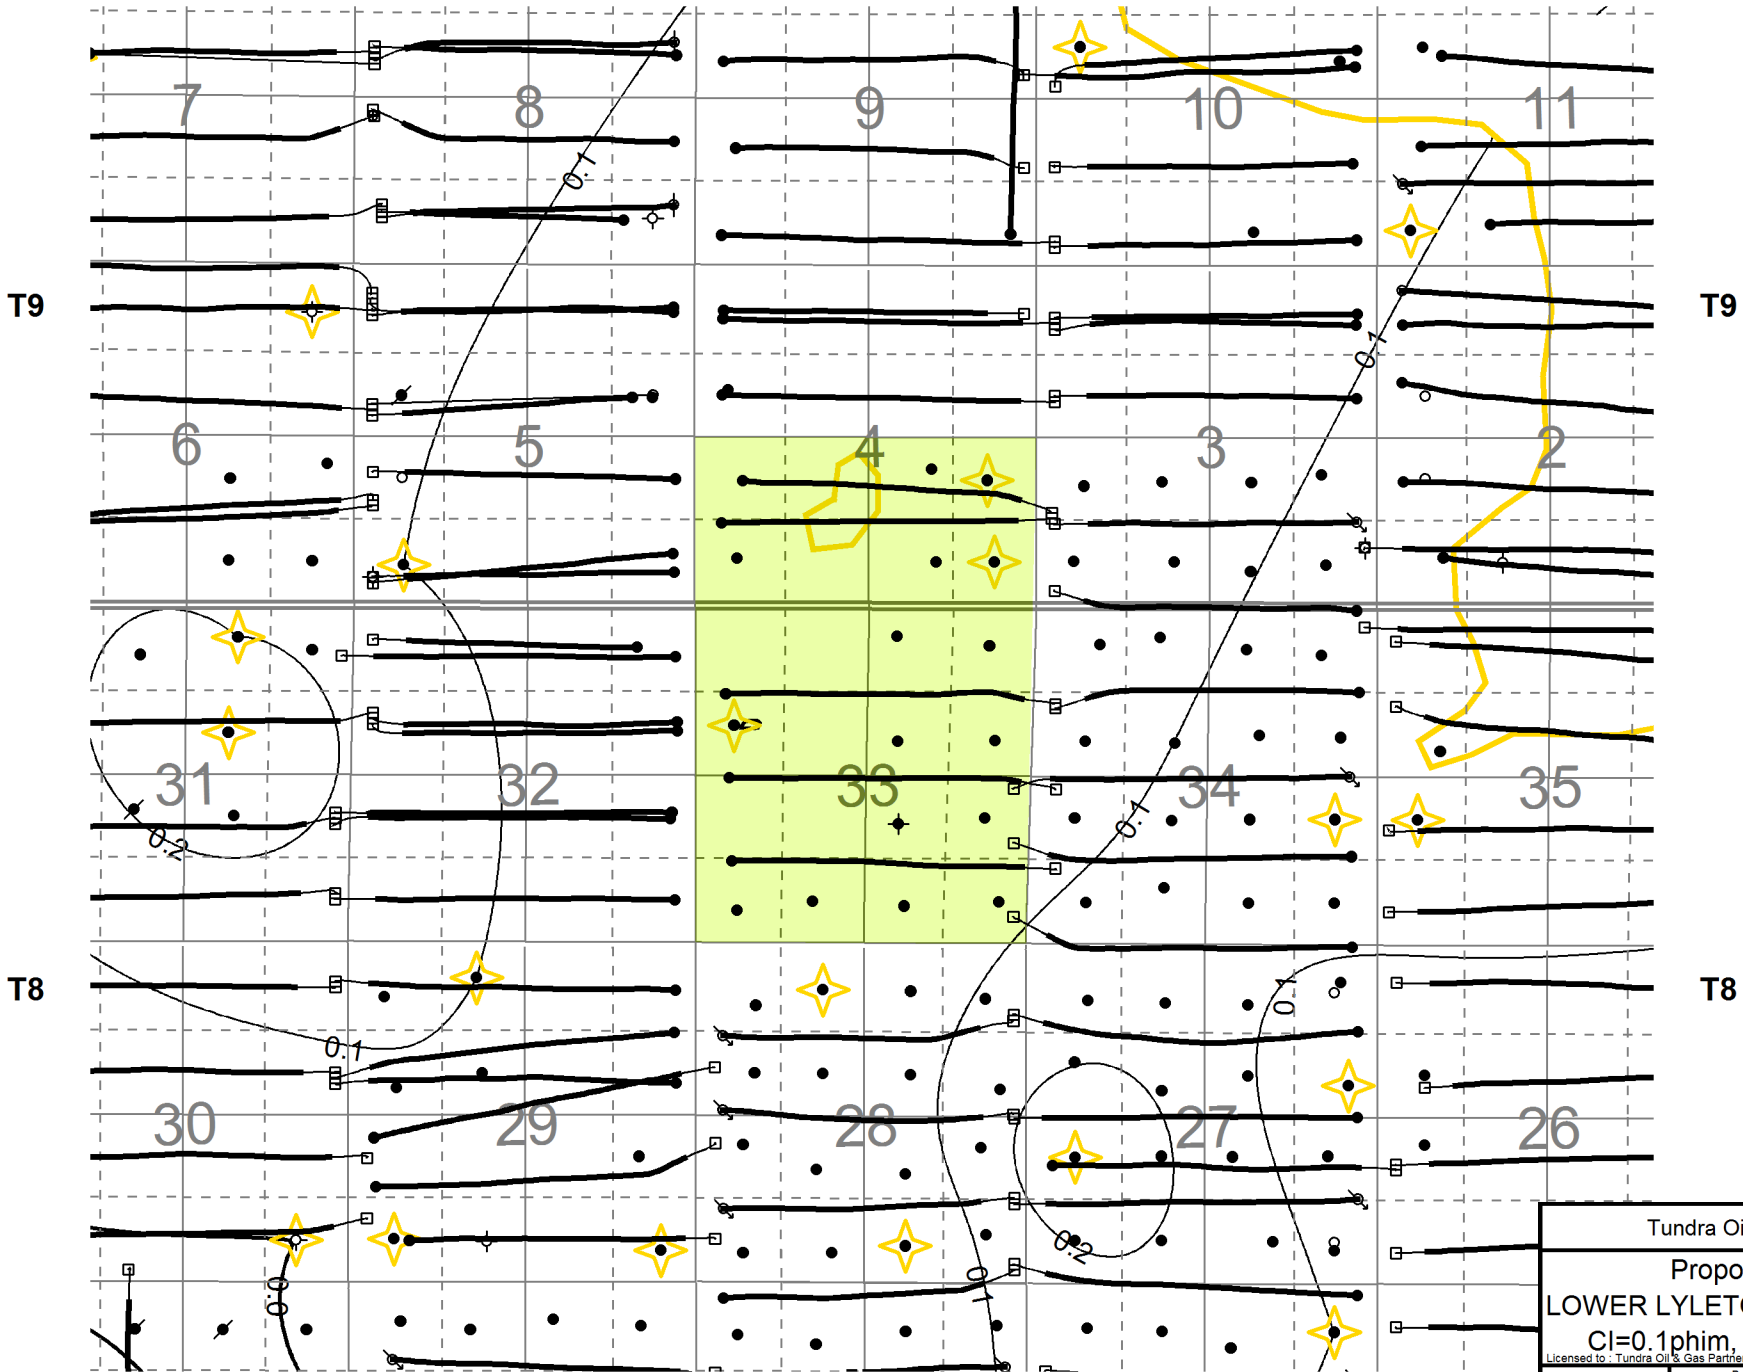 7 8 9 10 11
0.1
T9 T9
0.1
6 5 4 3 2
31 32 33 34 35
0.2 0.1
T8 T8
0.1 0.1
30 29 28 27 26
0.2
0.0 0.1
Tundra Oi
Propo
LOWER LYLETO
CI=0.1phim,
Licensed to : Tundra Oil & Gas Partner